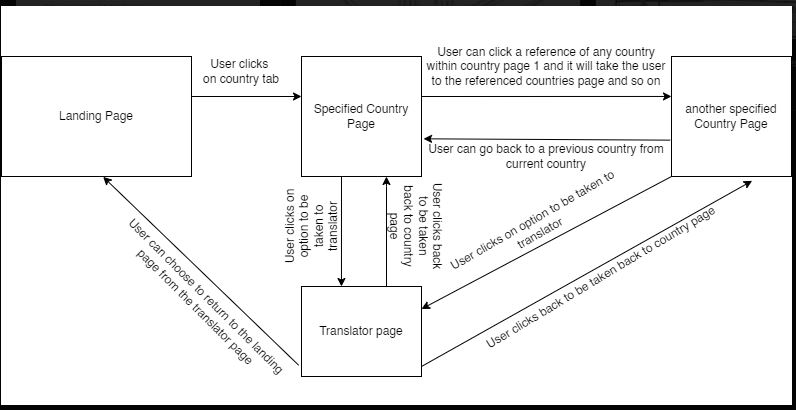 User clicks
on country tab
User can click a reference of any country
within country page 1 and it will take the user
to the referenced countries page and so on
Landing Page
Specified Country
Page
another specified
Country Page
User can go back to a previous country from
current country
User clicks on
option to be
taken to
translator
User clicks back
to be taken
back to country
page
User clicks on option to be taken to
translator
User clicks back to be taken back to country page
User can choose to return to the landing
page from the translator page
Translator page